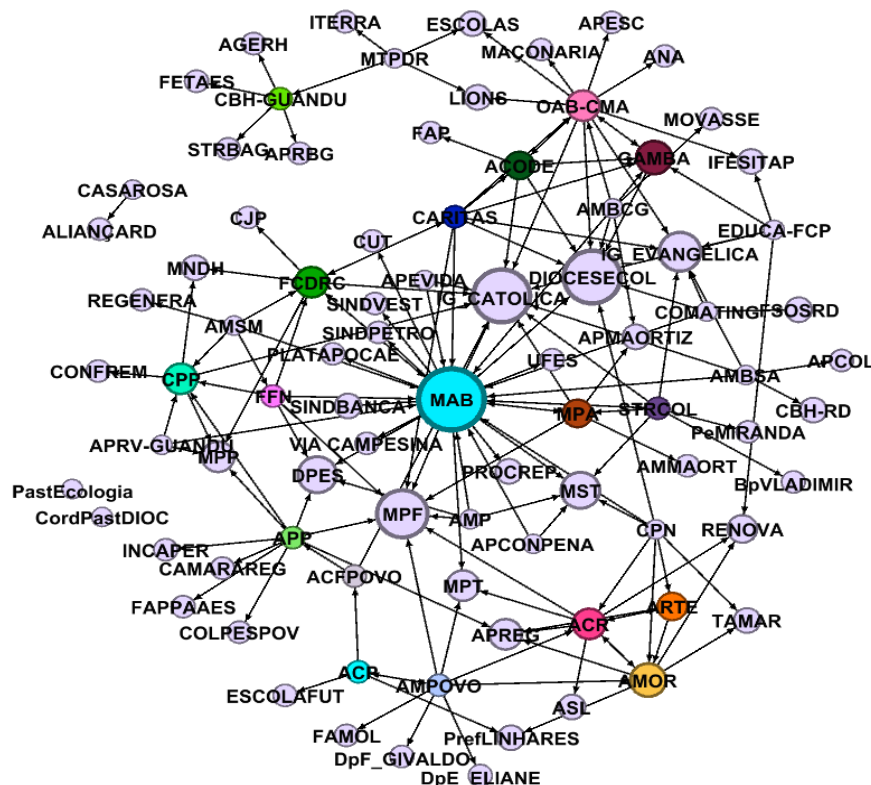 ITERRA
ESCOLAS
APESC
AGERH
MAÇONARIA
MTPDR
ANA
FETAES
CBH-GUANDU
LIONS
OAB-CMA
MOVASSE
FAP
STRBAG
APRBG
ACODE
GAMBA
IFESITAP
CASAROSA
ALIANÇARD
CJP
CARITAS
AMBCG
EDUCA-FCP
CUT
IG_EVANGÉLICA
MNDH
FCDRC
APEVIDA
DIOCESECOL
REGENERA
SINDVEST
IG_CATOLICA
COMATING
FSOSRD
AMSM
SINDPETRO
APMAORTIZ
PLATAPOCAE
UFES
APCOL
CONFREM
CPP
AMBSA
FFN
SINDBANCA
MAB
MPA
STRCOL
CBH-RD
APRV-GUANDU
VIA CAMPESINA
PeMIRANDA
MPP
DPES
PROCREP
AMMAORT
BpVLADIMIR
PastEcologia
MST
CordPastDIOC
MPF
AMP
CPN
RENOVA
APP
INCAPER
APCONPENA
CAMARAREG
ACFPOVO
MPT
FAPPAAES
ARTE
COLPESPOV
APREG
ACR
TAMAR
ACP
AMPOVO
AMOR
ESCOLAFUT
ASL
FAMOL
PrefLINHARES
DpF_GIVALDO
DpE_ELIANE